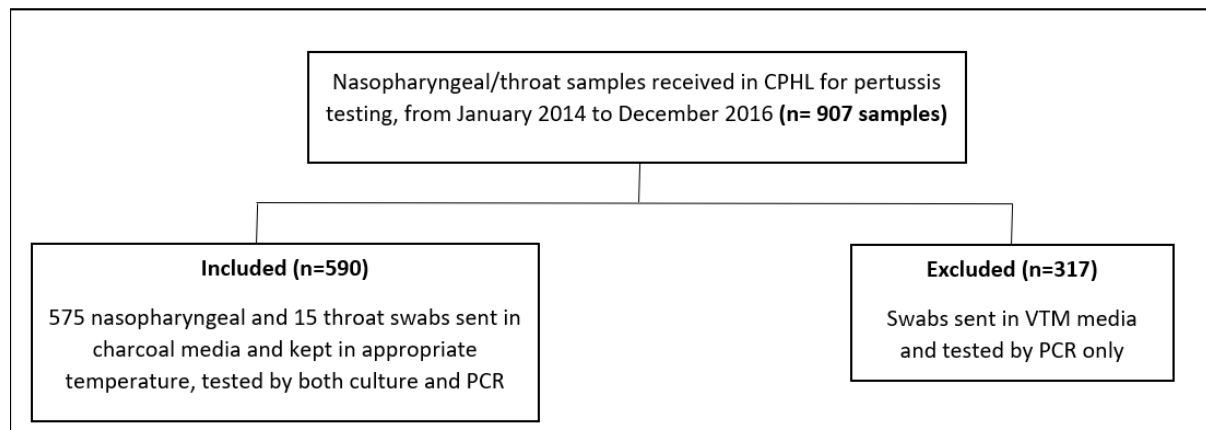 Nasopharyngeal/throat samples received in CPHL for pertussis
testing, from January 2014 to December 2016 (n= 907 samples)
Included (n=590)
575 nasopharyngeal and 15 throat swabs sent in
charcoal media and kept in appropriate
temperature, tested by both culture and PCR
Excluded (n=317)
Swabs sent in VTM media
and tested by PCR only